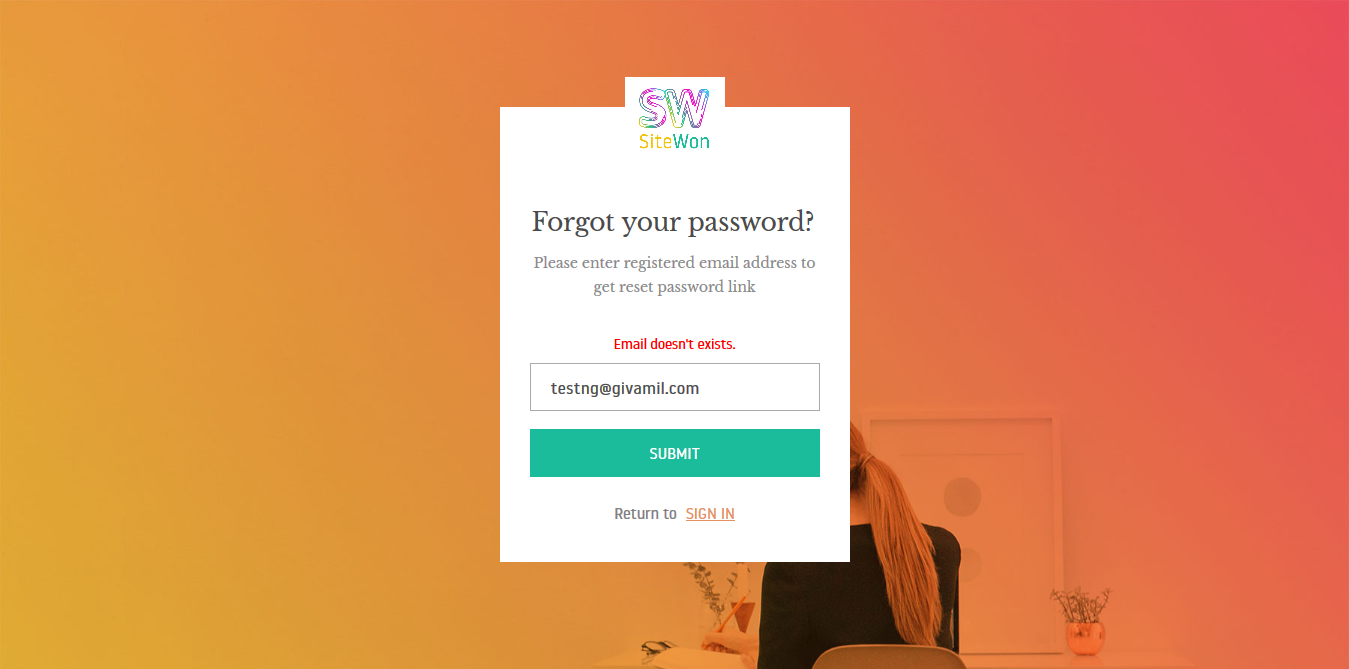 SW
SiteWon
Forgot your password?
Please enter registered email address to
get reset password link
Email doesn't exists.
testng@givamil.com
SUBMIT
Return to SIGN IN